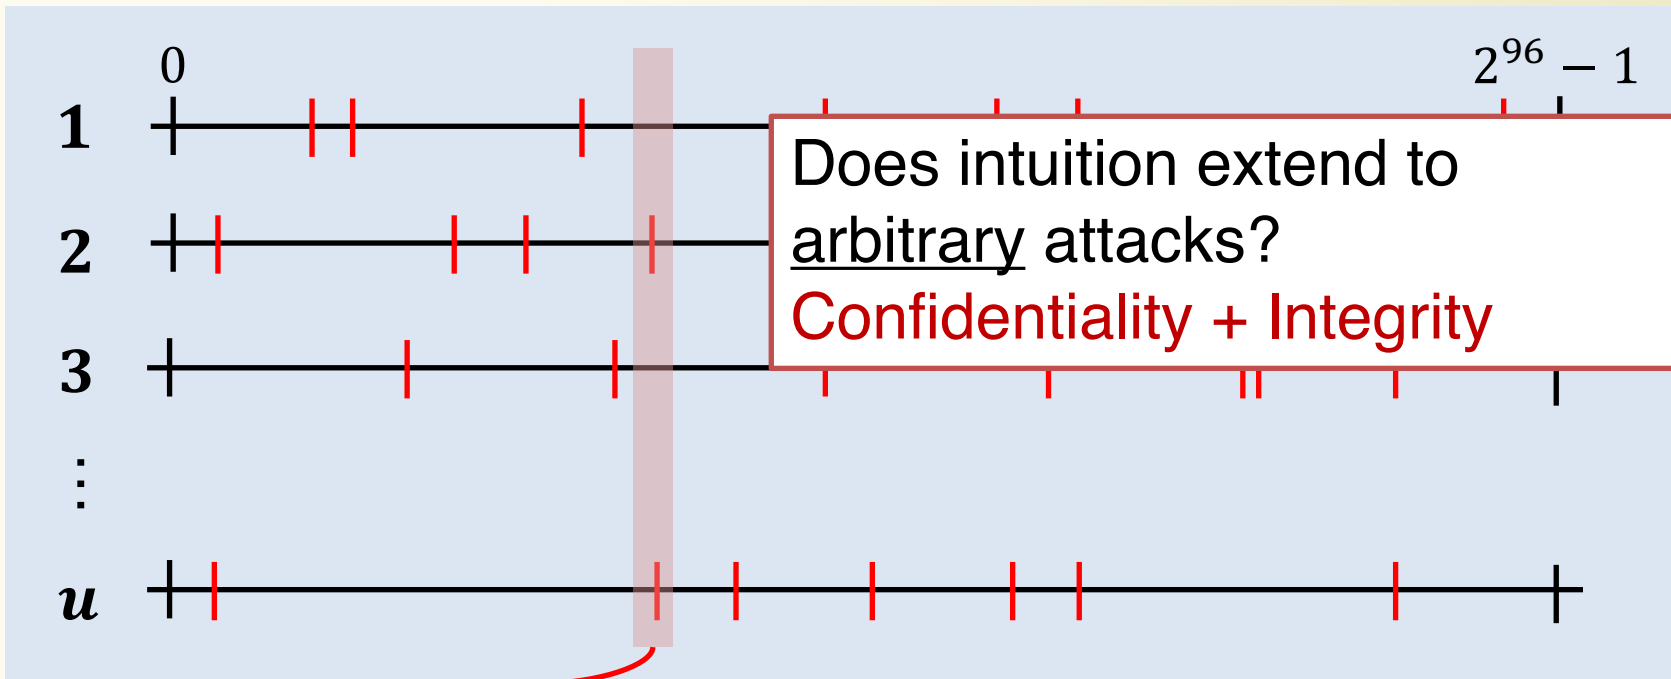 0
2⁹⁶ − 1
1
Does intuition extend to
arbitrary attacks?
Confidentiality + Integrity
2
3
⋮
u